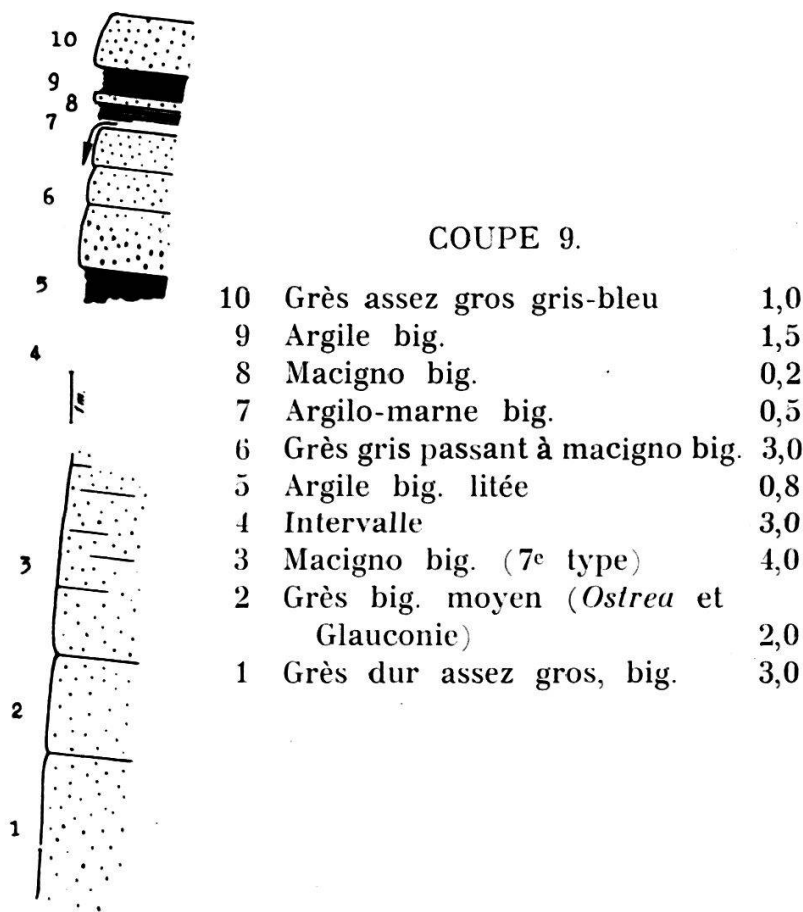 10
9
8
7
6
5
4
1m.
3
2
1
COUPE 9.
10 Grès assez gros gris-bleu 1,0
9 Argile big. 1,5
8 Macigno big. 0,2
7 Argilo-marne big. 0,5
6 Grès gris passant à macigno big. 3,0
5 Argile big. litée 0,8
4 Intervalle 3,0
3 Macigno big. (7e type) 4,0
2 Grès big. moyen (Ostrea et
Glauconie) 2,0
1 Grès dur assez gros, big. 3,0